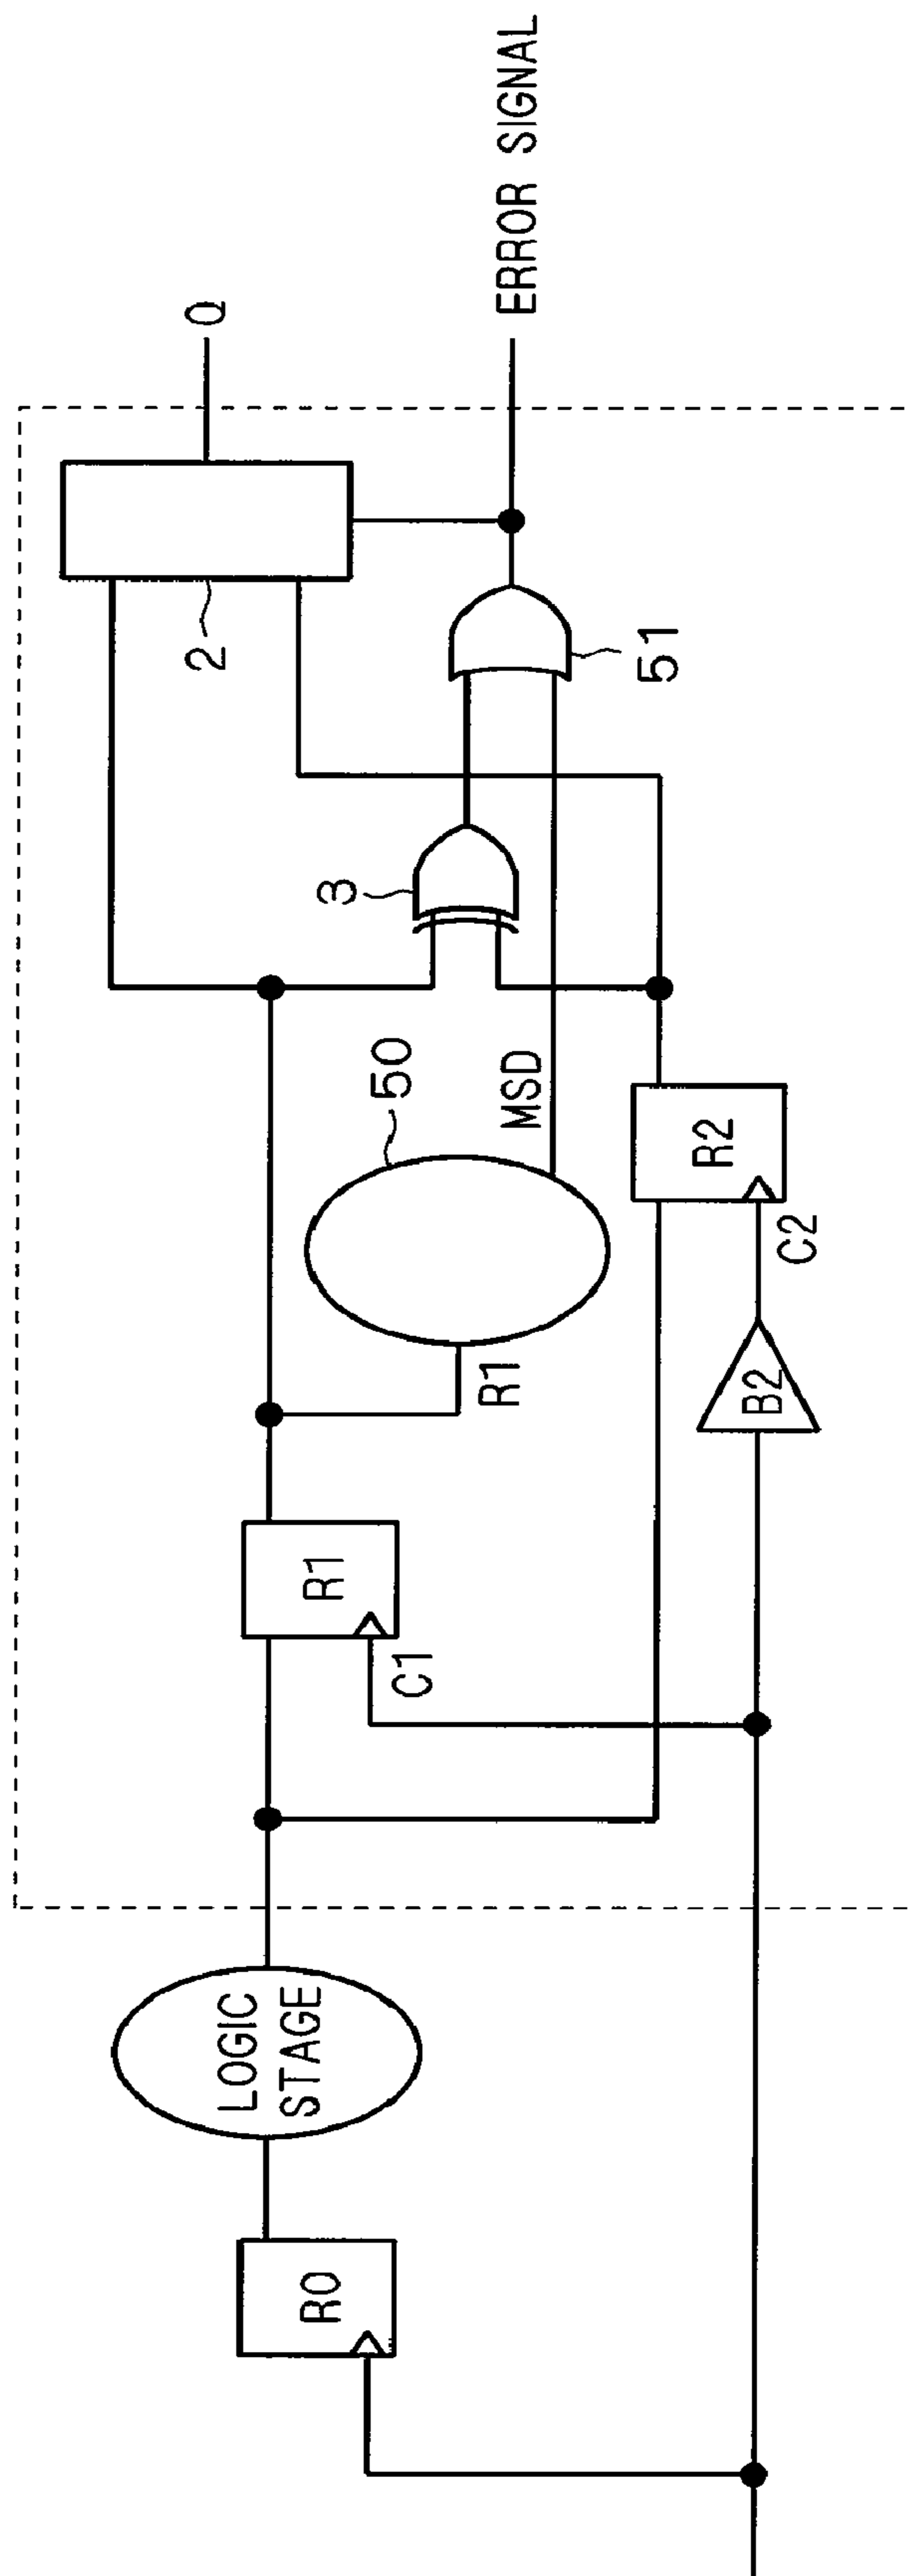 R0
LOGIC
STAGE
R1
C1
R1
50
MSD
3
2
51
Q
ERROR SIGNAL
B2
C2
R2